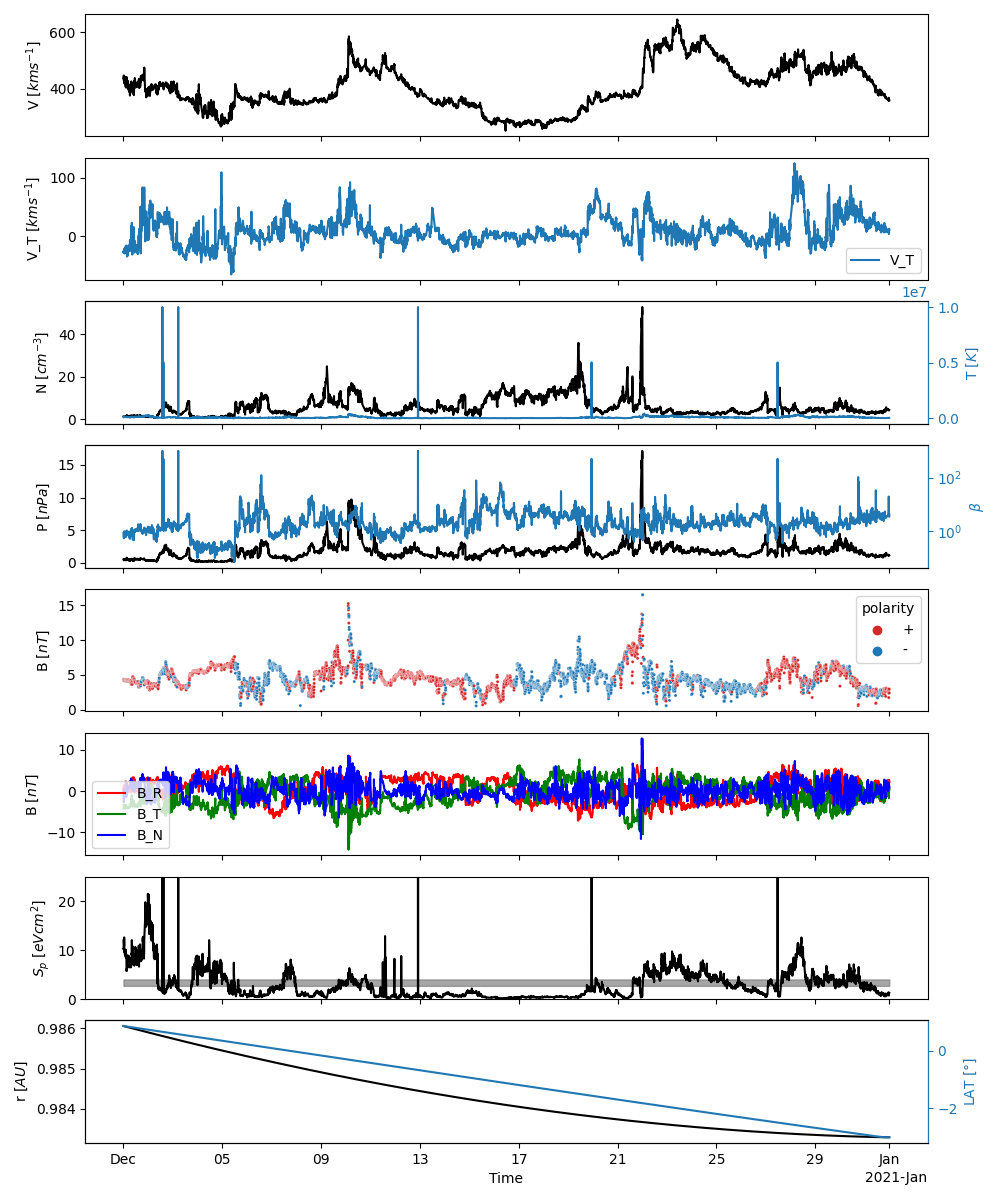 V [kms⁻¹]
600
400
V_T [kms⁻¹]
100
0
V_T
1e7
N [cm⁻³]
40
20
0
1.0
0.5
0.0
T [K]
P [nPa]
15
10
5
0
10²
10⁰
β
B [nT]
15
10
5
0
polarity
+
-
B [nT]
10
0
−10
B_R
B_T
B_N
Sₚ [eVcm²]
20
10
0
r [AU]
0.986
0.985
0.984
0
−2
LAT [°]
Dec 05 09 13 17 21 25 29 Jan
Time
2021-Jan